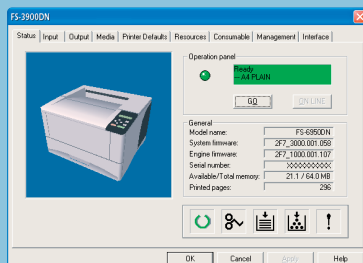 FS-3900DN
Status Input Output Media Printer Defaults Resources Consumable Management Interface
Operation panel
Ready
-- A4 PLAIN
GO ON LINE
General
Model name: FS-6950DN
System firmware: 2F7_3000.001.058
Engine firmware: 2F7_1000.001.107
Serial number: XXXXXXXXXX
Available/Total memory: 21.1 / 64.0 MB
Printed pages: 296
OK Cancel Apply Help